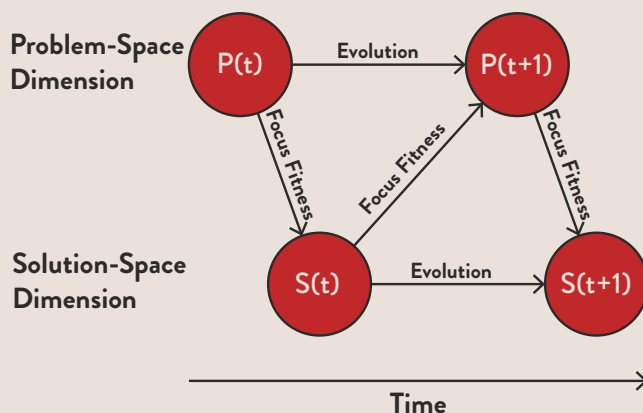 Problem-Space
Dimension
P(t)
Evolution
P(t+1)
Focus Fitness
Focus Fitness
Focus Fitness
Solution-Space
Dimension
S(t)
Evolution
S(t+1)
Time